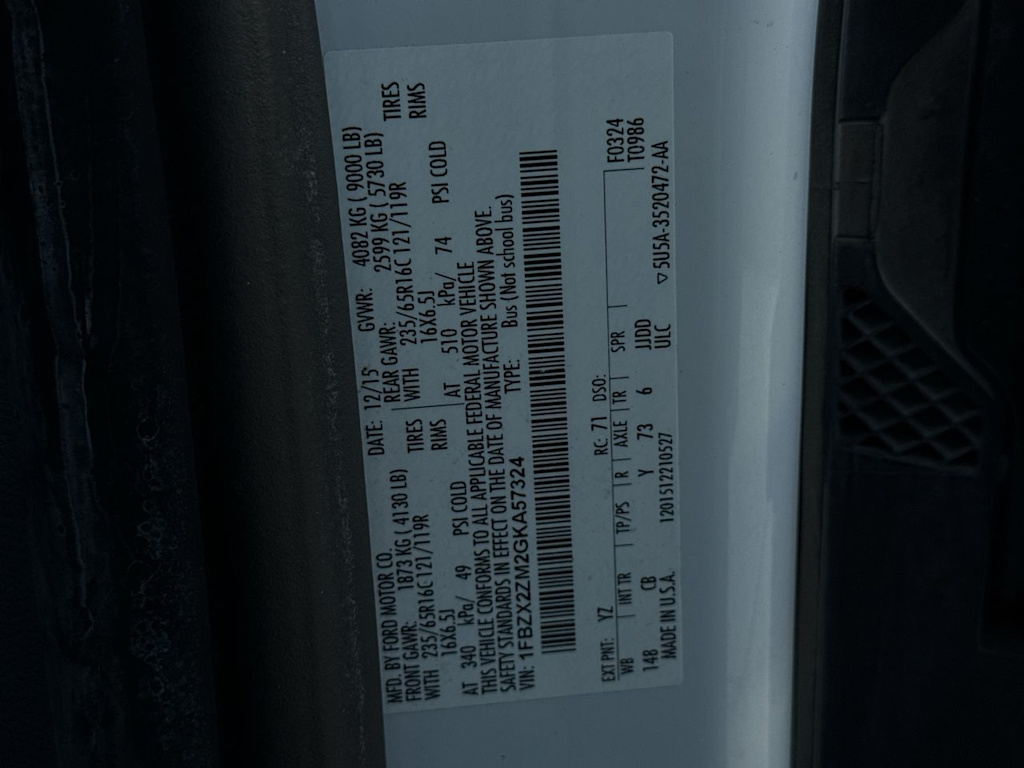 MFD. BY FORD MOTOR CO.
DATE: 12/15
GVWR: 4082 KG ( 9000 LB)
FRONT GAWR: 1873 KG ( 4130 LB)
REAR GAWR: 2599 KG ( 5730 LB)
WITH 235/65R16C 121/119R TIRES
WITH 235/65R16C 121/119R TIRES
16X6.5J RIMS
16X6.5J RIMS
AT 340 kPa/ 49 PSI COLD
AT 510 kPa/ 74 PSI COLD
THIS VEHICLE CONFORMS TO ALL APPLICABLE FEDERAL MOTOR VEHICLE
SAFETY STANDARDS IN EFFECT ON THE DATE OF MANUFACTURE SHOWN ABOVE.
VIN: 1FBZX2ZM2GKA57324
TYPE: Bus (Not school bus)
EXT PNT: YZ RC: 71 DSO: F0324
WB INT TR TP/PS R AXLE TR SPR T0986
148 CB Y 73 6 JJDD
MADE IN U.S.A. 120151212210527 ULC ▽5U5A-3520472-AA